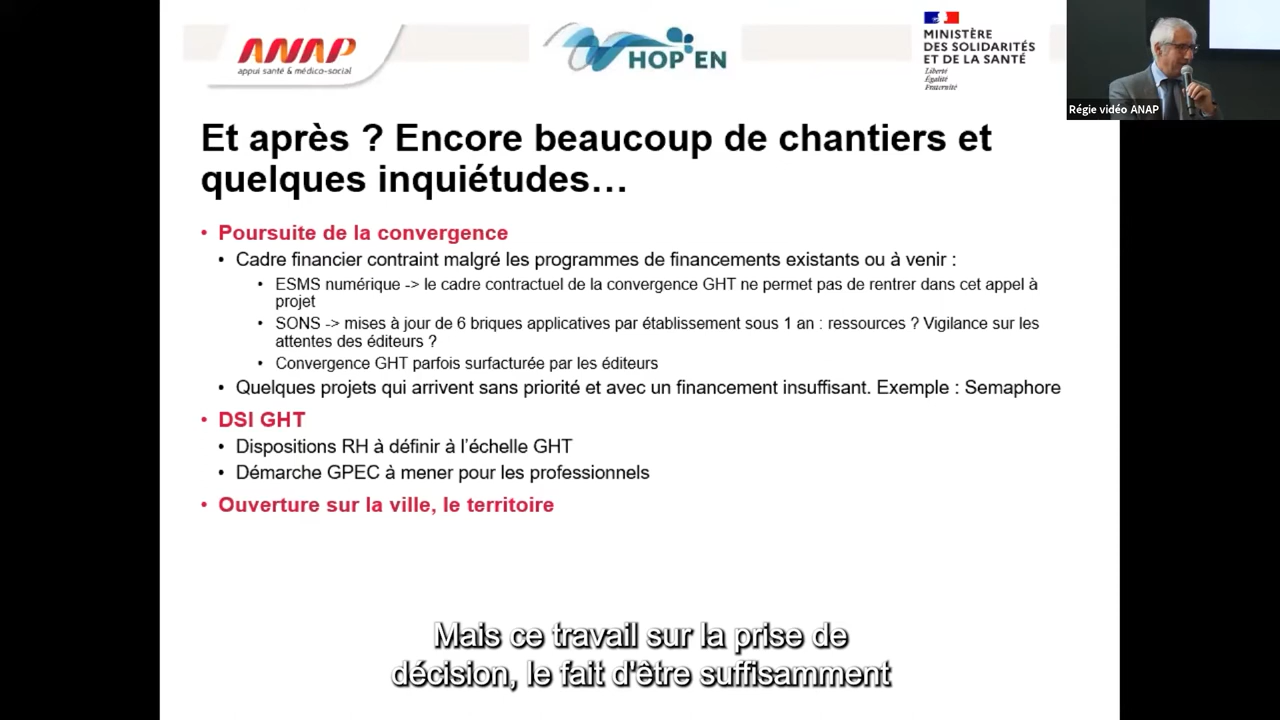 ANAP
appui santé & médico-social
HOP'EN
MINISTÈRE
DES SOLIDARITÉS
ET DE LA SANTÉ
Liberté
Égalité
Fraternité
Régie vidéo ANAP
Et après ? Encore beaucoup de chantiers et
quelques inquiétudes…
• Poursuite de la convergence
• Cadre financier contraint malgré les programmes de financements existants ou à venir :
• ESMS numérique -> le cadre contractuel de la convergence GHT ne permet pas de rentrer dans cet appel à
projet
• SONS -> mises à jour de 6 briques applicatives par établissement sous 1 an : ressources ? Vigilance sur les
attentes des éditeurs ?
• Convergence GHT parfois surfacturée par les éditeurs
• Quelques projets qui arrivent sans priorité et avec un financement insuffisant. Exemple : Semaphore
• DSI GHT
• Dispositions RH à définir à l'échelle GHT
• Démarche GPEC à mener pour les professionnels
• Ouverture sur la ville, le territoire
Mais ce travail sur la prise de
décision, le fait d'être suffisamment